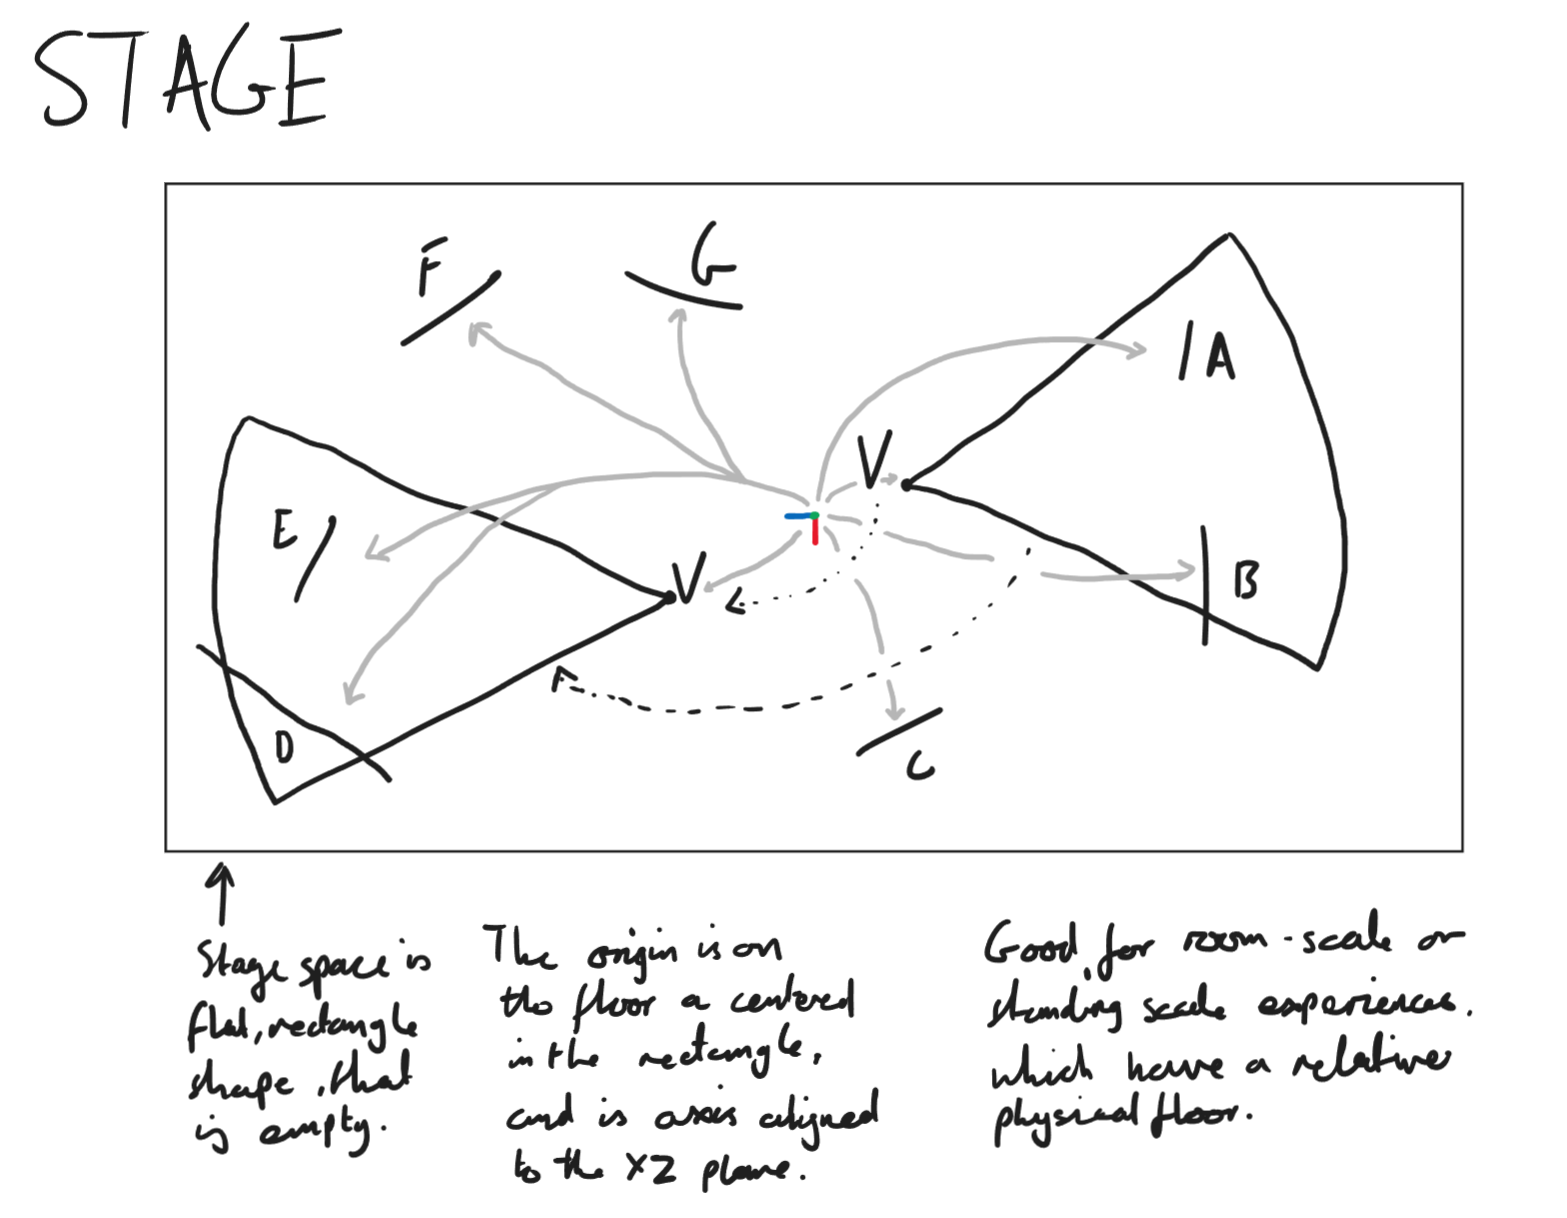 STAGE
F
G
A
V
E
V
B
D
C
Stage space is
flat, rectangle
shape, that
is empty.
The origin is on
the floor a centered
in the rectangle,
and is axis aligned
to the XZ plane.
Good for room-scale or
standing scale experiences.
which have a relative
physical floor.